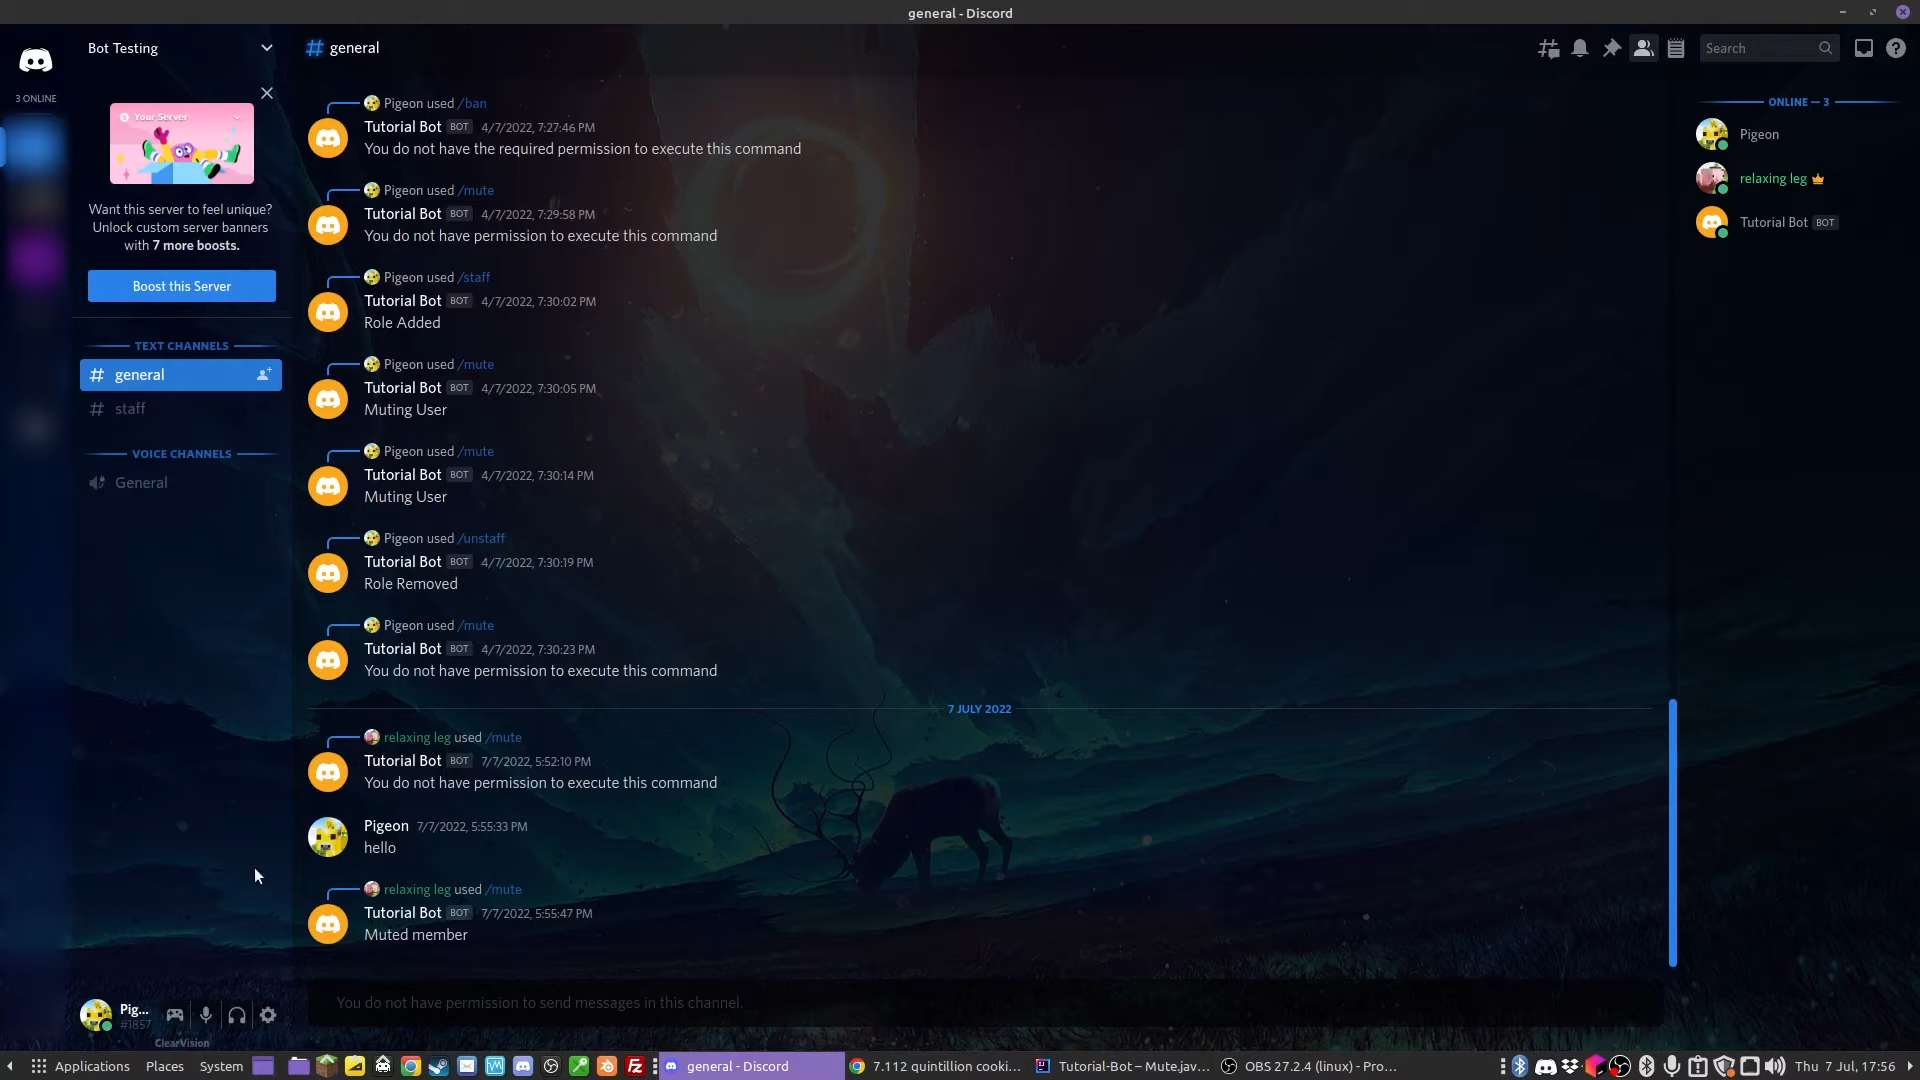 general - Discord
3 ONLINE
Bot Testing
Your Server
Want this server to feel unique?
Unlock custom server banners
with 7 more boosts.
Boost this Server
TEXT CHANNELS
general
staff
VOICE CHANNELS
General
general
Search
Pigeon used /ban
Tutorial Bot BOT 4/7/2022, 7:27:46 PM
You do not have the required permission to execute this command
Pigeon used /mute
Tutorial Bot BOT 4/7/2022, 7:29:58 PM
You do not have permission to execute this command
Pigeon used /staff
Tutorial Bot BOT 4/7/2022, 7:30:02 PM
Role Added
Pigeon used /mute
Tutorial Bot BOT 4/7/2022, 7:30:05 PM
Muting User
Pigeon used /mute
Tutorial Bot BOT 4/7/2022, 7:30:14 PM
Muting User
Pigeon used /unstaff
Tutorial Bot BOT 4/7/2022, 7:30:19 PM
Role Removed
Pigeon used /mute
Tutorial Bot BOT 4/7/2022, 7:30:23 PM
You do not have permission to execute this command
7 JULY 2022
relaxing leg used /mute
Tutorial Bot BOT 7/7/2022, 5:52:10 PM
You do not have permission to execute this command
Pigeon 7/7/2022, 5:55:33 PM
hello
relaxing leg used /mute
Tutorial Bot BOT 7/7/2022, 5:55:47 PM
Muted member
You do not have permission to send messages in this channel.
ONLINE — 3
Pigeon
relaxing leg
Tutorial Bot BOT
Pig...
#1857
ClearVision
Applications Places System general - Discord 7.112 quintillion cooki... Tutorial-Bot – Mute.jav... OBS 27.2.4 (linux) - Pro... Thu 7 Jul, 17:56